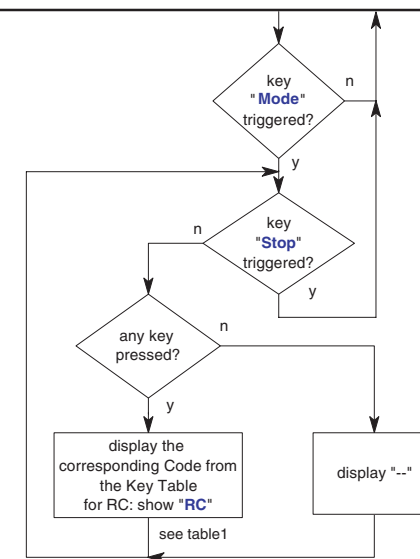 key
"Mode"
triggered?
n
y
key
"Stop"
triggered?
n
y
any key
pressed?
n
y
display the
corresponding Code from
the Key Table
for RC: show "RC"
display "--"
see table1